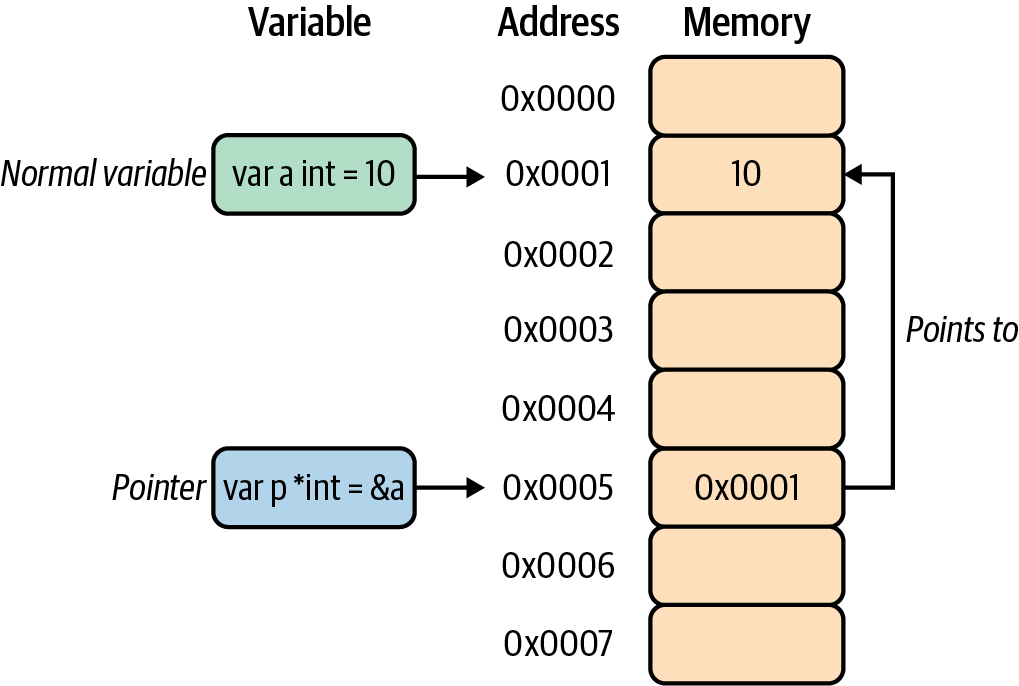 Variable Address Memory
0x0000
Normal variable var a int = 10 0x0001 10
0x0002
0x0003 Points to
0x0004
Pointer var p *int = &a 0x0005 0x0001
0x0006
0x0007